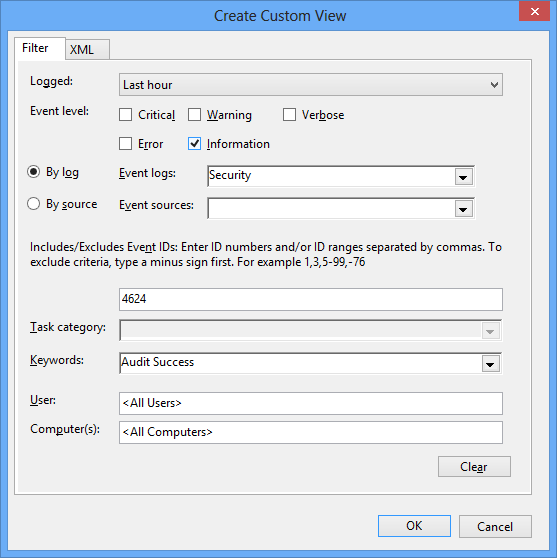 Create Custom View
Filter XML
Logged: Last hour
Event level: Critical Warning Verbose
Error Information
By log Event logs: Security
By source Event sources:
Includes/Excludes Event IDs: Enter ID numbers and/or ID ranges separated by commas. To
exclude criteria, type a minus sign first. For example 1,3,5-99,-76
4624
Task category:
Keywords: Audit Success
User: <All Users>
Computer(s): <All Computers>
Clear
OK Cancel